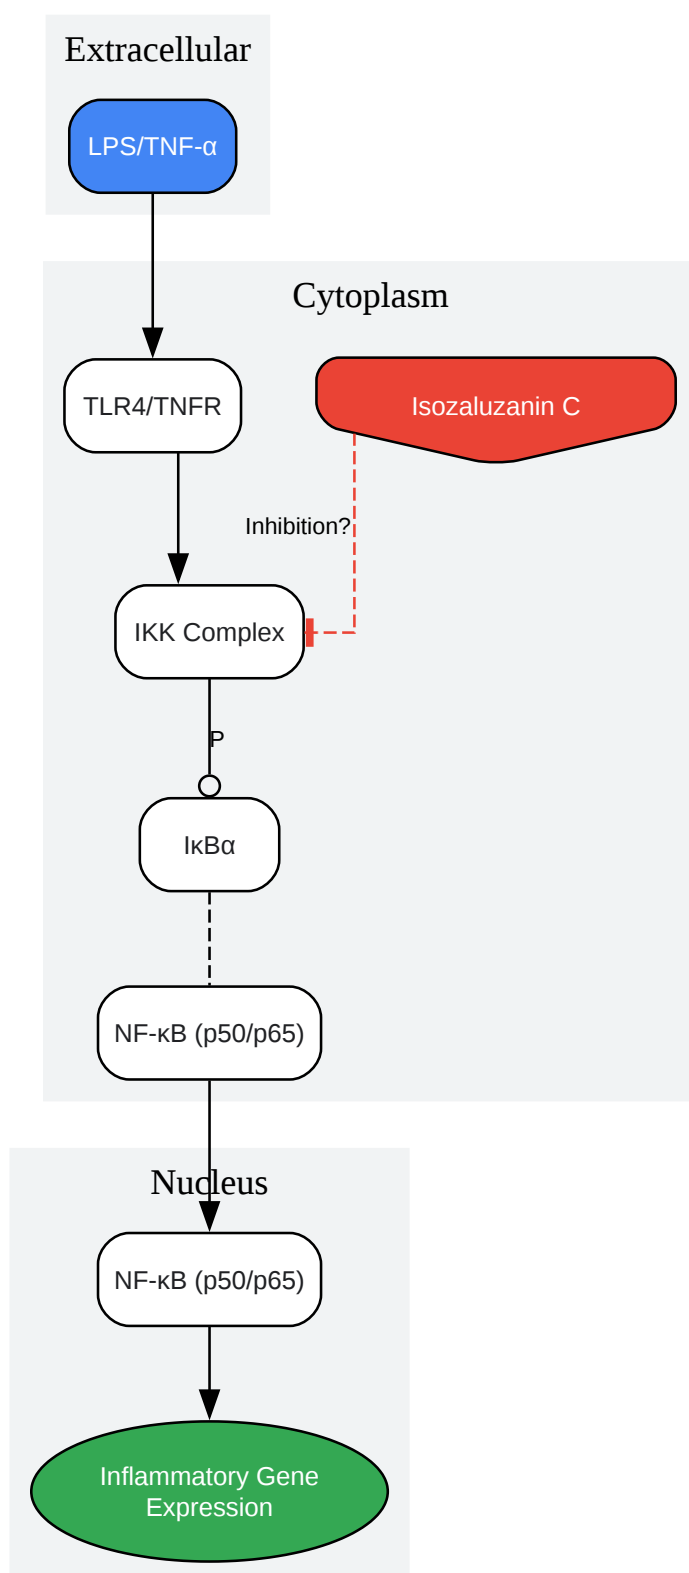 Extracellular
LPS/TNF-α
Cytoplasm
TLR4/TNFR
Isozaluzanin C
Inhibition?
IKK Complex
P
IκBα
NF-κB (p50/p65)
Nucleus
NF-κB (p50/p65)
Inflammatory Gene
Expression